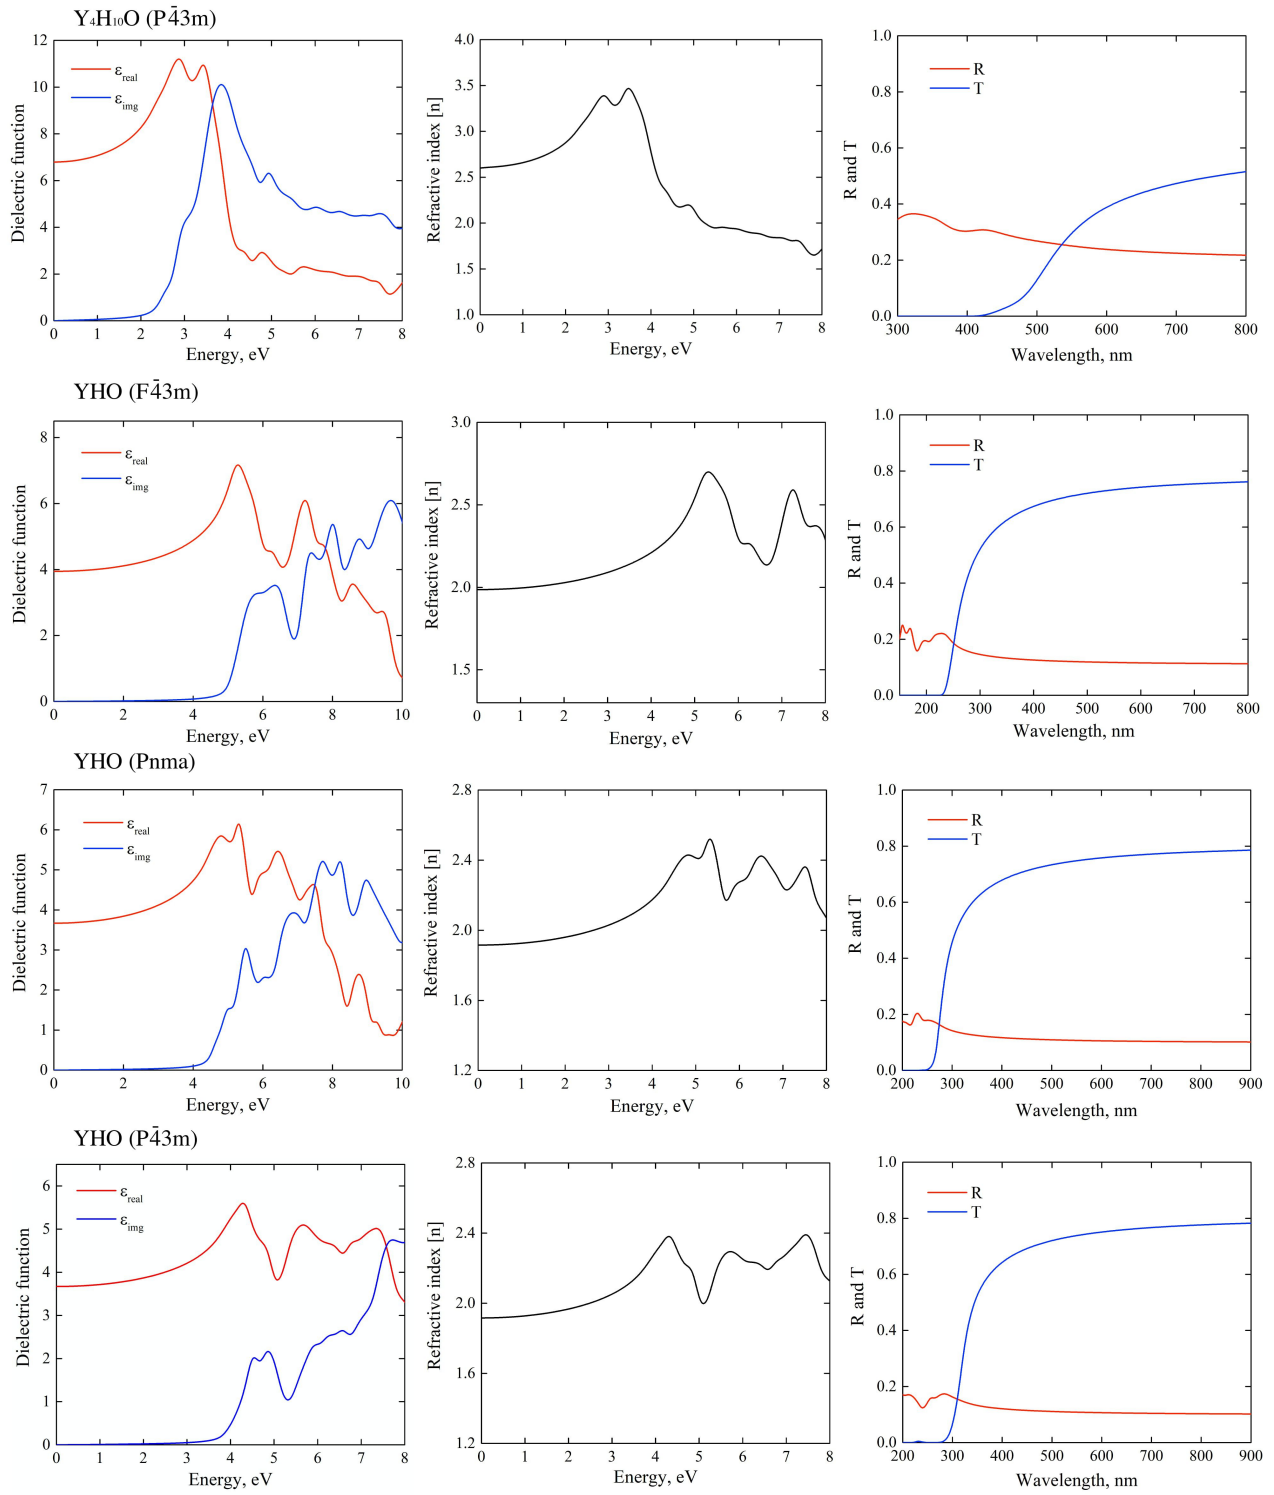 Y₄H₁₀O (P4̄3m)
12
10
8
6
4
2
0
0 1 2 3 4 5 6 7 8
Dielectric function
Energy, eV
εreal
εimg
4.0
3.5
3.0
2.5
2.0
1.5
1.0
0 1 2 3 4 5 6 7 8
Refractive index [n]
Energy, eV
1.0
0.8
0.6
0.4
0.2
0.0
300 400 500 600 700 800
R and T
Wavelength, nm
R
T
YHO (F4̄3m)
8
6
4
2
0
0 2 4 6 8 10
Dielectric function
Energy, eV
εreal
εimg
3.0
2.5
2.0
1.5
0 1 2 3 4 5 6 7 8
Refractive index [n]
Energy, eV
1.0
0.8
0.6
0.4
0.2
0.0
200 300 400 500 600 700 800
R and T
Wavelength, nm
R
T
YHO (Pnma)
7
6
5
4
3
2
1
0
0 2 4 6 8 10
Dielectric function
Energy, eV
εreal
εimg
2.8
2.4
2.0
1.6
1.2
0 1 2 3 4 5 6 7 8
Refractive index [n]
Energy, eV
1.0
0.8
0.6
0.4
0.2
0.0
200 300 400 500 600 700 800 900
R and T
Wavelength, nm
R
T
YHO (P4̄3m)
6
5
4
3
2
1
0
0 1 2 3 4 5 6 7 8
Dielectric function
Energy, eV
εreal
εimg
2.8
2.4
2.0
1.6
1.2
0 1 2 3 4 5 6 7 8
Refractive index [n]
Energy, eV
1.0
0.8
0.6
0.4
0.2
0.0
200 300 400 500 600 700 800 900
R and T
Wavelength, nm
R
T